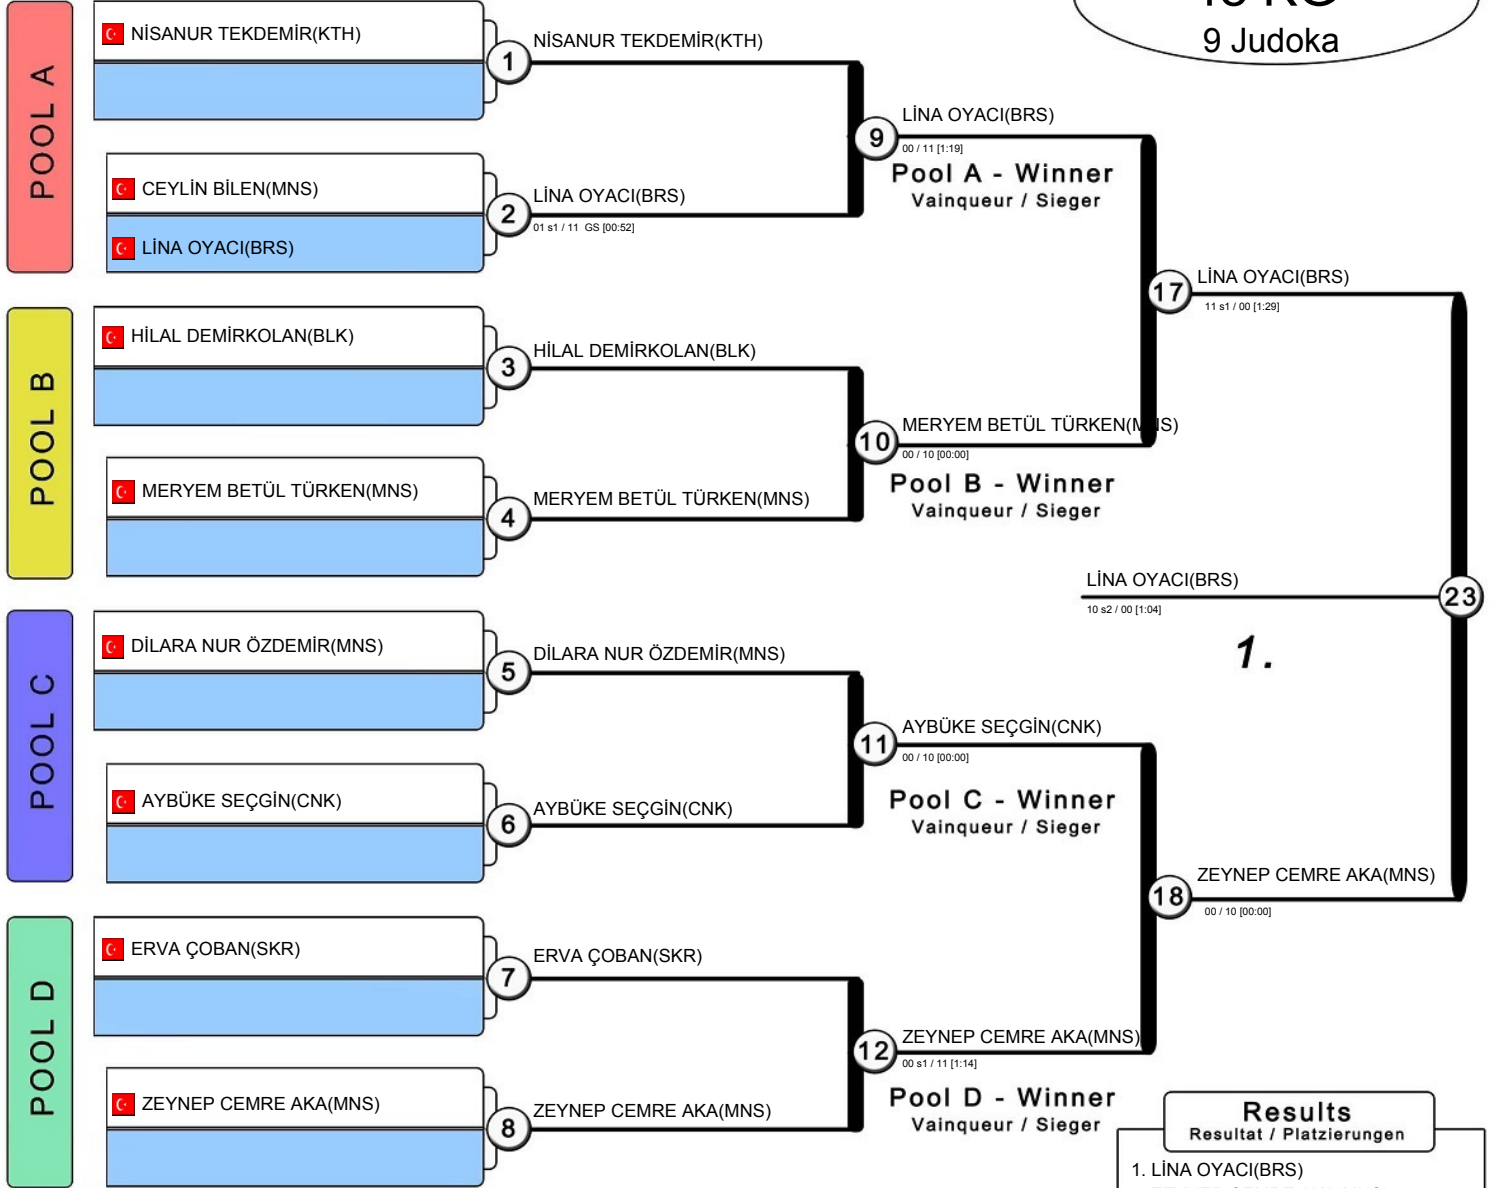 9 Judoka
POOL A
NİSANUR TEKDEMİR(KTH)
1
NİSANUR TEKDEMİR(KTH)
CEYLİN BİLEN(MNS)
LİNA OYACI(BRS)
2
LİNA OYACI(BRS)
01 s1 / 11 GS [00:52]
9
LİNA OYACI(BRS)
00 / 11 [1:19]
Pool A - Winner
Vainqueur / Sieger
POOL B
HİLAL DEMİRKOLAN(BLK)
3
HİLAL DEMİRKOLAN(BLK)
MERYEM BETÜL TÜRKEN(MNS)
4
MERYEM BETÜL TÜRKEN(MNS)
10
MERYEM BETÜL TÜRKEN(MNS)
00 / 10 [00:00]
Pool B - Winner
Vainqueur / Sieger
17
LİNA OYACI(BRS)
11 s1 / 00 [1:29]
LİNA OYACI(BRS)
10 s2 / 00 [1:04]
23
1.
POOL C
DİLARA NUR ÖZDEMİR(MNS)
5
DİLARA NUR ÖZDEMİR(MNS)
AYBÜKE SEÇGİN(CNK)
6
AYBÜKE SEÇGİN(CNK)
11
AYBÜKE SEÇGİN(CNK)
00 / 10 [00:00]
Pool C - Winner
Vainqueur / Sieger
18
ZEYNEP CEMRE AKA(MNS)
00 / 10 [00:00]
POOL D
ERVA ÇOBAN(SKR)
7
ERVA ÇOBAN(SKR)
ZEYNEP CEMRE AKA(MNS)
8
ZEYNEP CEMRE AKA(MNS)
12
ZEYNEP CEMRE AKA(MNS)
00 s1 / 11 [1:14]
Pool D - Winner
Vainqueur / Sieger
Results
Resultat / Platzierungen
1. LİNA OYACI(BRS)